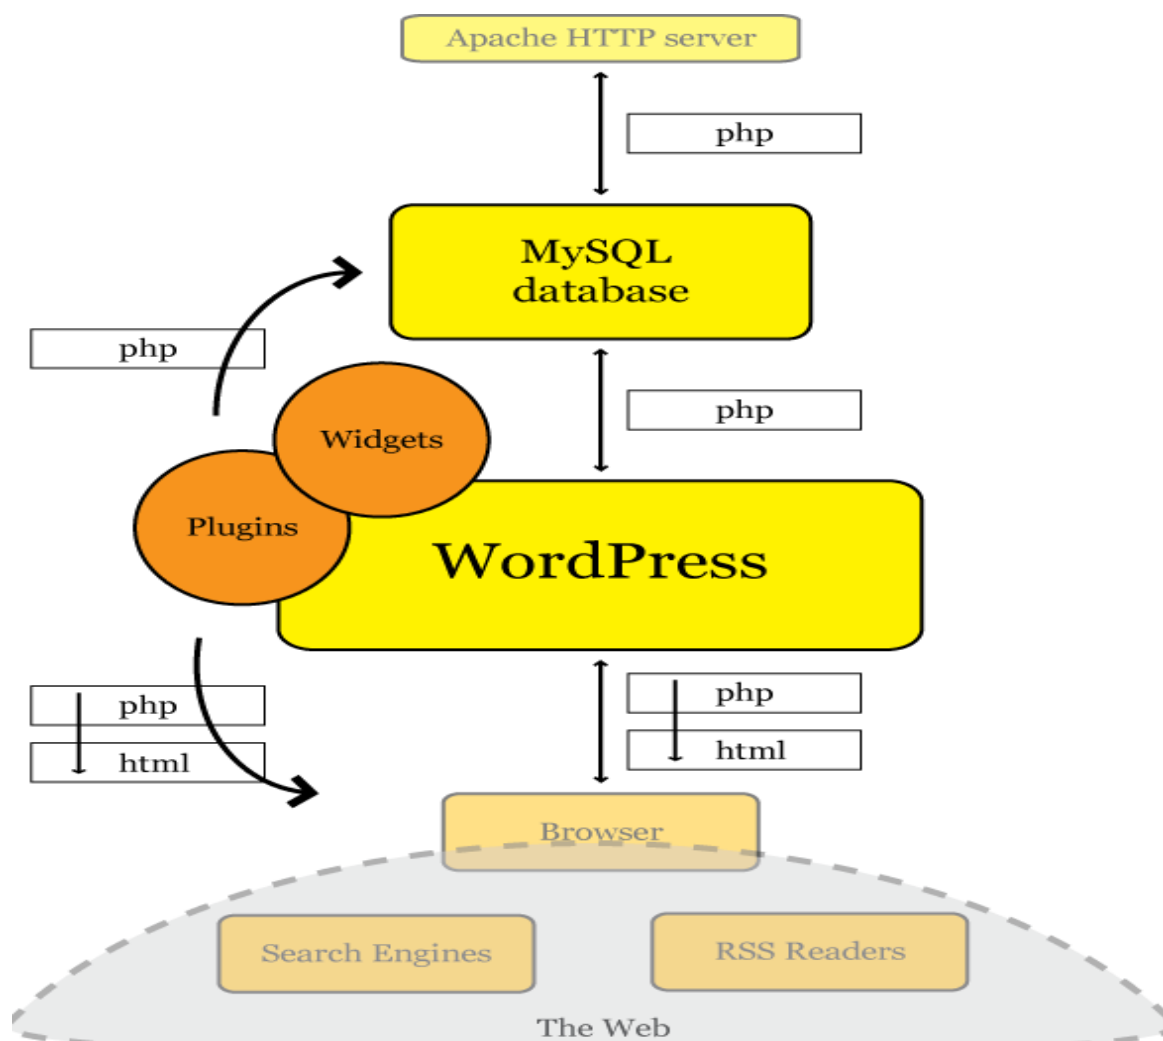 Apache HTTP server
php
MySQL
database
php
php
Widgets
Plugins
WordPress
php
html
php
html
Browser
Search Engines
RSS Readers
The Web